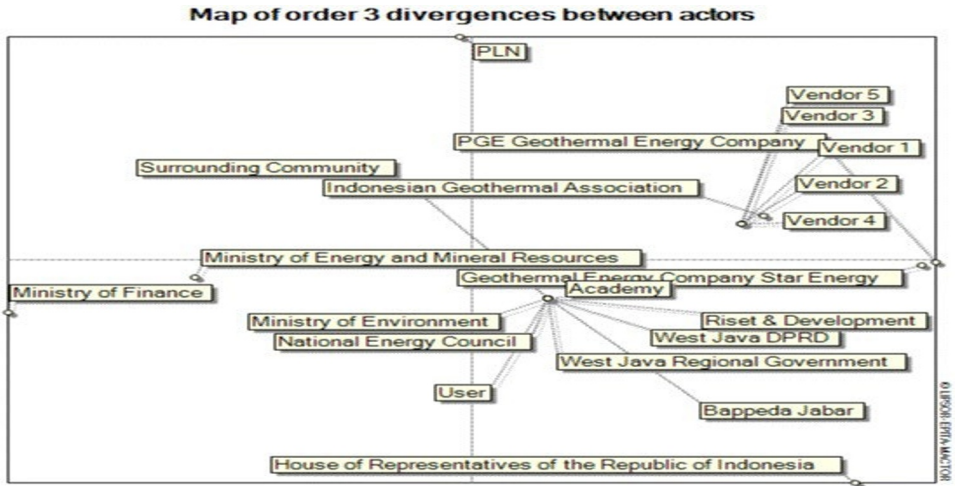 Map of order 3 divergences between actors
PLN
Vendor 5
Vendor 3
PGE Geothermal Energy Company
Vendor 1
Surrounding Community
Indonesian Geothermal Association
Vendor 2
Vendor 4
Ministry of Energy and Mineral Resources
Geothermal Energy Company Star Energy
Academy
Ministry of Finance
Ministry of Environment
Riset & Development
National Energy Council
West Java DPRD
West Java Regional Government
User
Bappeda Jabar
House of Representatives of the Republic of Indonesia
© LIPSOR-EPITA-MACTOR